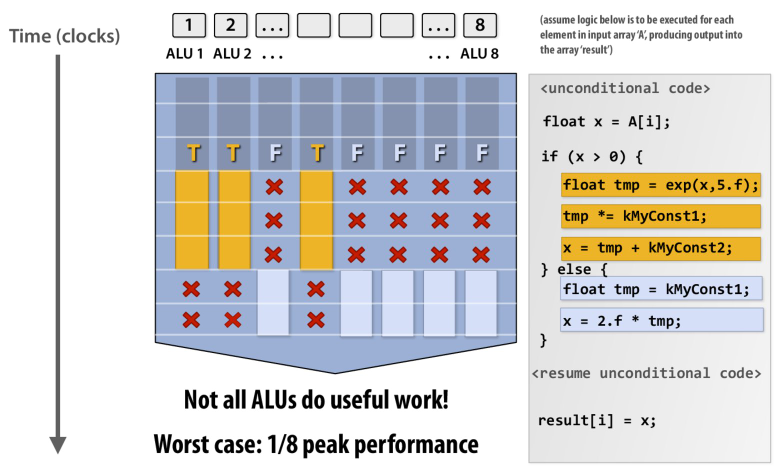 Time (clocks)
1 2 ... ... 8
ALU 1 ALU 2 ... ... ALU 8
T T F T F F F F
Not all ALUs do useful work!
Worst case: 1/8 peak performance
(assume logic below is to be executed for each
element in input array ‘A’, producing output into
the array ‘result’)
<unconditional code>
float x = A[i];
if (x > 0) {
float tmp = exp(x,5.f);
tmp *= kMyConst1;
x = tmp + kMyConst2;
} else {
float tmp = kMyConst1;
x = 2.f * tmp;
}
<resume unconditional code>
result[i] = x;